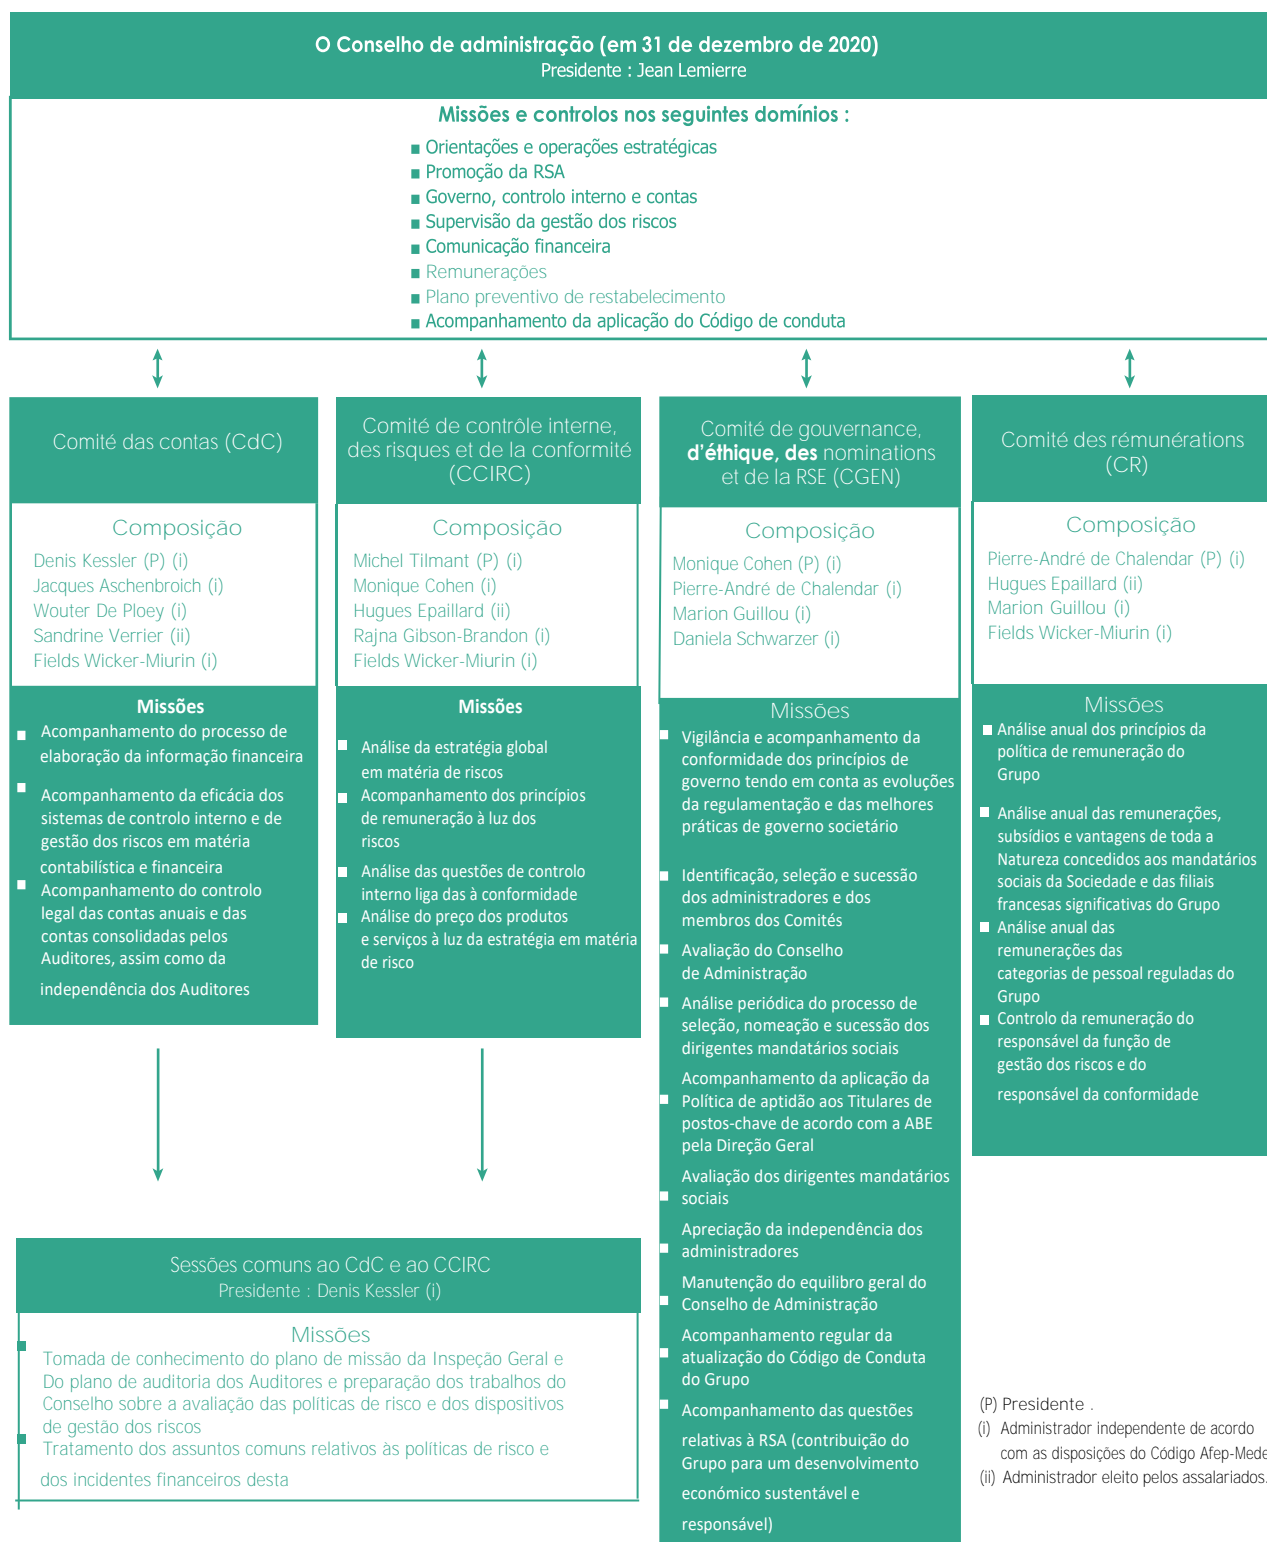 O Conselho de administração (em 31 de dezembro de 2020)
Presidente : Jean Lemierre
Missões e controlos nos seguintes domínios :
Orientações e operações estratégicas
Promoção da RSA
Governo, controlo interno e contas
Supervisão da gestão dos riscos
Comunicação financeira
Remunerações
Plano preventivo de restabelecimento
Acompanhamento da aplicação do Código de conduta
Comité das contas (CdC)
Composição
Denis Kessler (P) (i)
Jacques Aschenbroich (i)
Wouter De Ploey (i)
Sandrine Verrier (ii)
Fields Wicker-Miurin (i)
Missões
Acompanhamento do processo de
elaboração da informação financeira
Acompanhamento da eficácia dos
sistemas de controlo interno e de
gestão dos riscos em matéria
contabilística e financeira
Acompanhamento do controlo
legal das contas anuais e das
contas consolidadas pelos
Auditores, assim como da
independência dos Auditores
Comité de contrôle interne,
des risques et de la conformité
(CCIRC)
Composição
Michel Tilmant (P) (i)
Monique Cohen (i)
Hugues Epaillard (ii)
Rajna Gibson-Brandon (i)
Fields Wicker-Miurin (i)
Missões
Análise da estratégia global
em matéria de riscos
Acompanhamento dos princípios
de remuneração à luz dos
riscos
Análise das questões de controlo
interno liga das à conformidade
Análise do preço dos produtos
e serviços à luz da estratégia em matéria
de risco
Comité de gouvernance,
d'éthique, des nominations
et de la RSE (CGEN)
Composição
Monique Cohen (P) (i)
Pierre-André de Chalendar (i)
Marion Guillou (i)
Daniela Schwarzer (i)
Missões
Vigilância e acompanhamento da
conformidade dos princípios de
governo tendo em conta as evoluções
da regulamentação e das melhores
práticas de governo societário
Identificação, seleção e sucessão
dos administradores e dos
membros dos Comités
Avaliação do Conselho
de Administração
Análise periódica do processo de
seleção, nomeação e sucessão dos
dirigentes mandatários sociais
Acompanhamento da aplicação da
Política de aptidão aos Titulares de
postos-chave de acordo com a ABE
pela Direção Geral
Avaliação dos dirigentes mandatários
sociais
Apreciação da independência dos
administradores
Manutenção do equilibro geral do
Conselho de Administração
Acompanhamento regular da
atualização do Código de Conduta
do Grupo
Acompanhamento das questões
relativas à RSA (contribuição do
Grupo para um desenvolvimento
económico sustentável e
responsável)
Comité des rémunérations
(CR)
Composição
Pierre-André de Chalendar (P) (i)
Hugues Epaillard (ii)
Marion Guillou (i)
Fields Wicker-Miurin (i)
Missões
Análise anual dos princípios da
política de remuneração do
Grupo
Análise anual das remunerações,
subsídios e vantagens de toda a
Natureza concedidos aos mandatários
sociais da Sociedade e das filiais
francesas significativas do Grupo
Análise anual das
remunerações das
categorias de pessoal reguladas do
Grupo
Controlo da remuneração do
responsável da função de
gestão dos riscos e do
responsável da conformidade
Sessões comuns ao CdC e ao CCIRC
Presidente : Denis Kessler (i)
Missões
Tomada de conhecimento do plano de missão da Inspeção Geral e
Do plano de auditoria dos Auditores e preparação dos trabalhos do
Conselho sobre a avaliação das políticas de risco e dos dispositivos
de gestão dos riscos
Tratamento dos assuntos comuns relativos às políticas de risco e
dos incidentes financeiros desta
(P) Presidente .
(i) Administrador independente de acordo
com as disposições do Código Afep-Mede
(ii) Administrador eleito pelos assalariados.